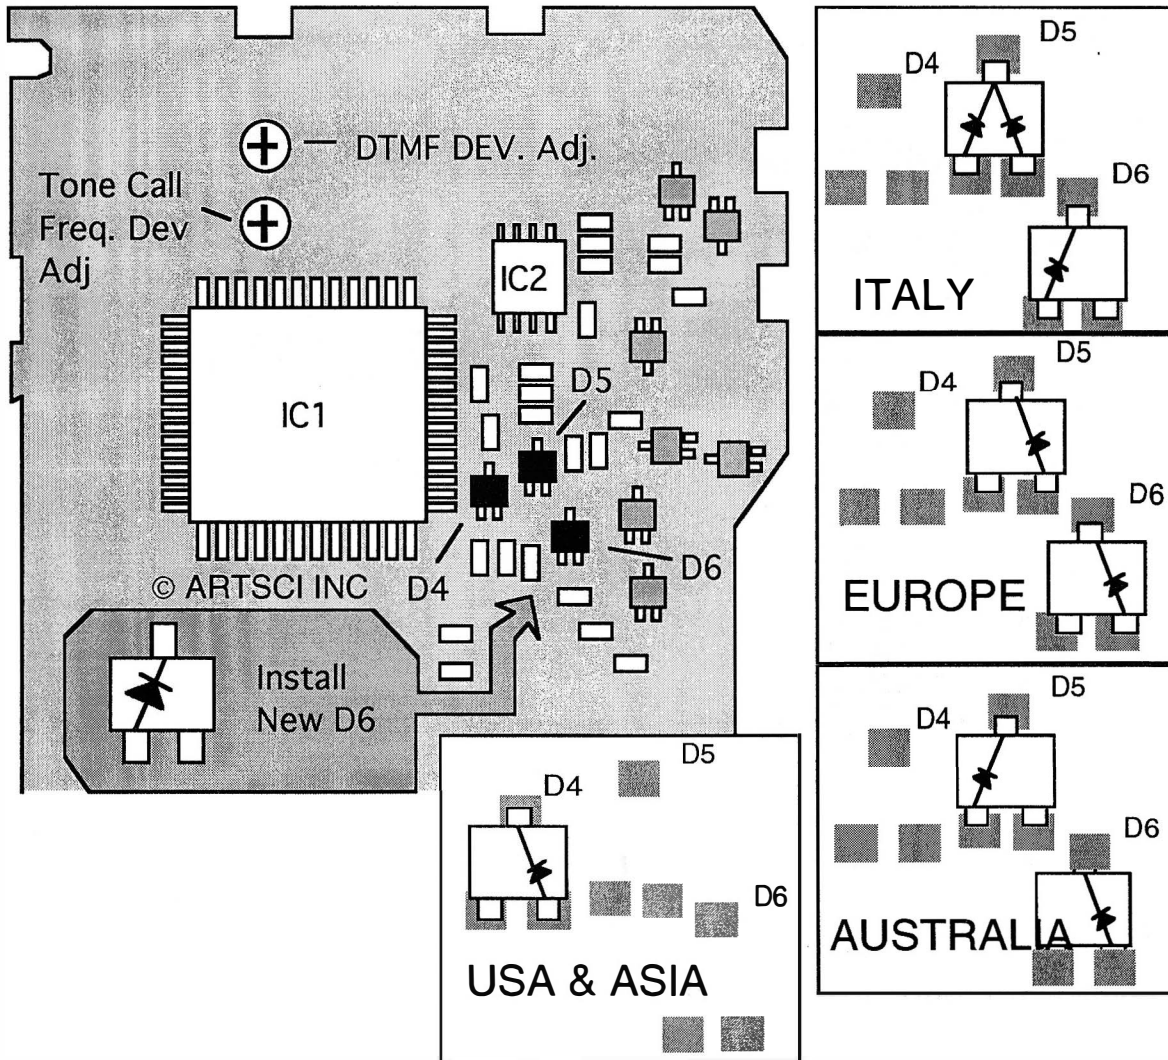 DTMF DEV. Adj.
Tone Call
Freq. Dev
Adj
IC2
IC1
D5
D4
D6
© ARTSCI INC
Install
New D6
D5
D4
D6
ITALY
D5
D4
D6
EUROPE
D5
D4
D6
AUSTRALIA
D5
D4
D6
USA & ASIA